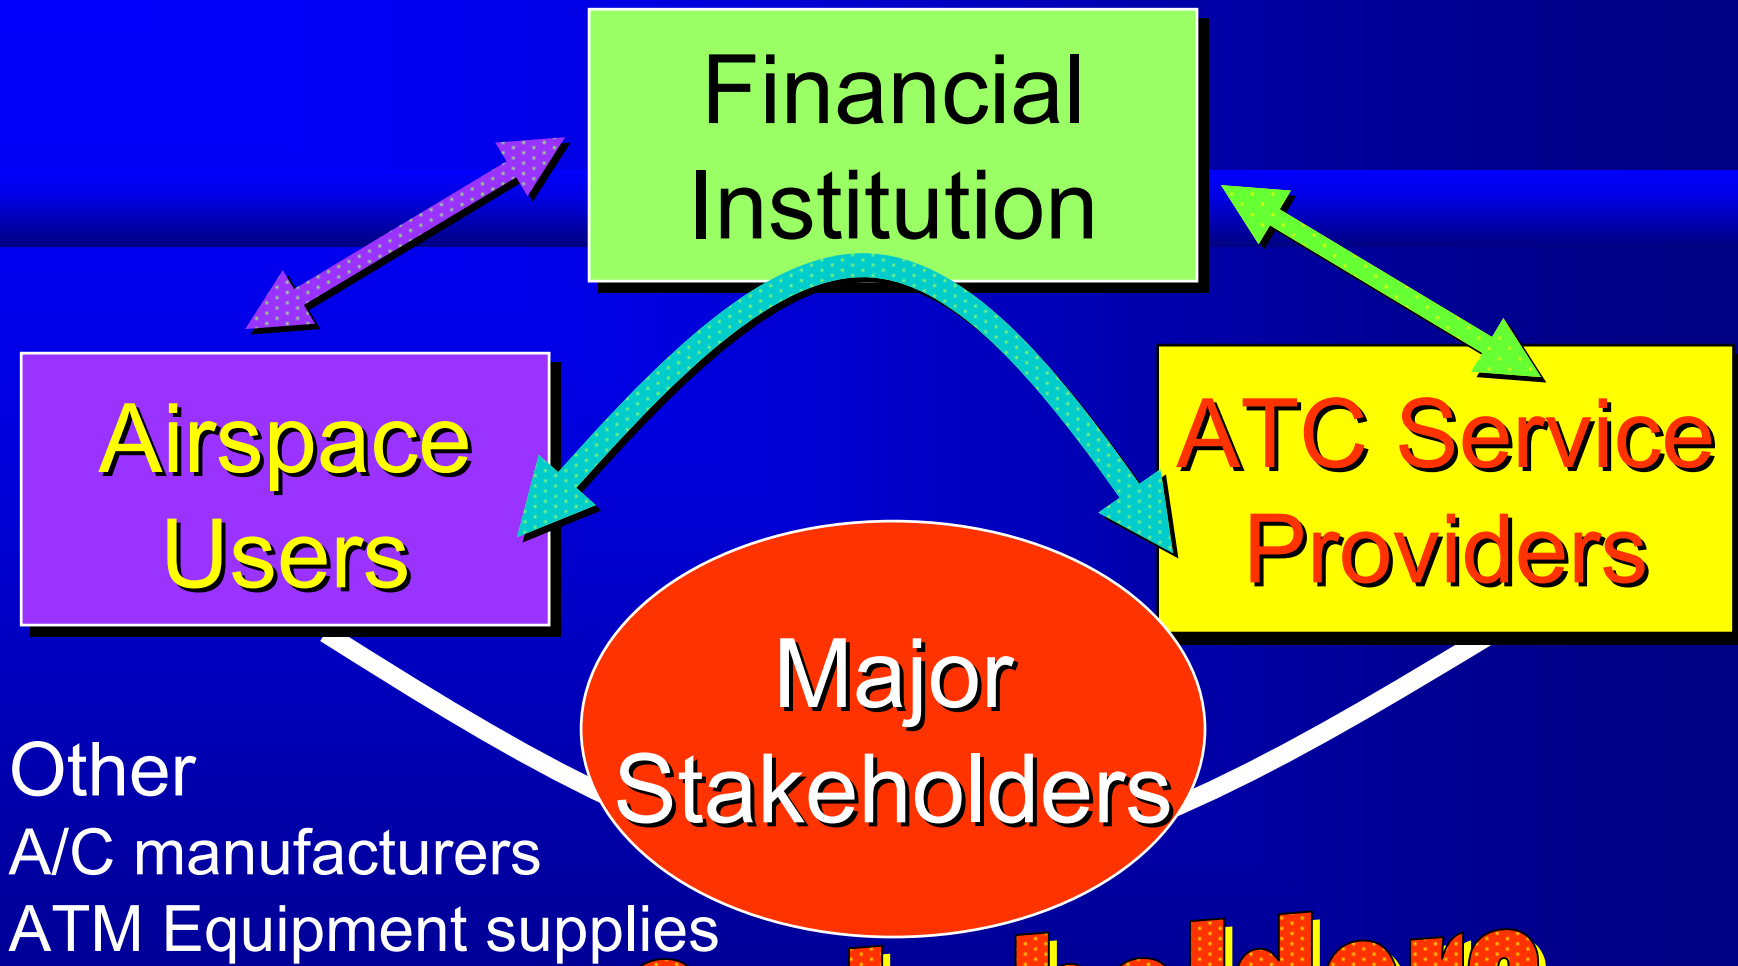 Financial
Institution
Airspace
Users
ATC Service
Providers
Major
Stakeholders
Other
A/C manufacturers
ATM Equipment supplies